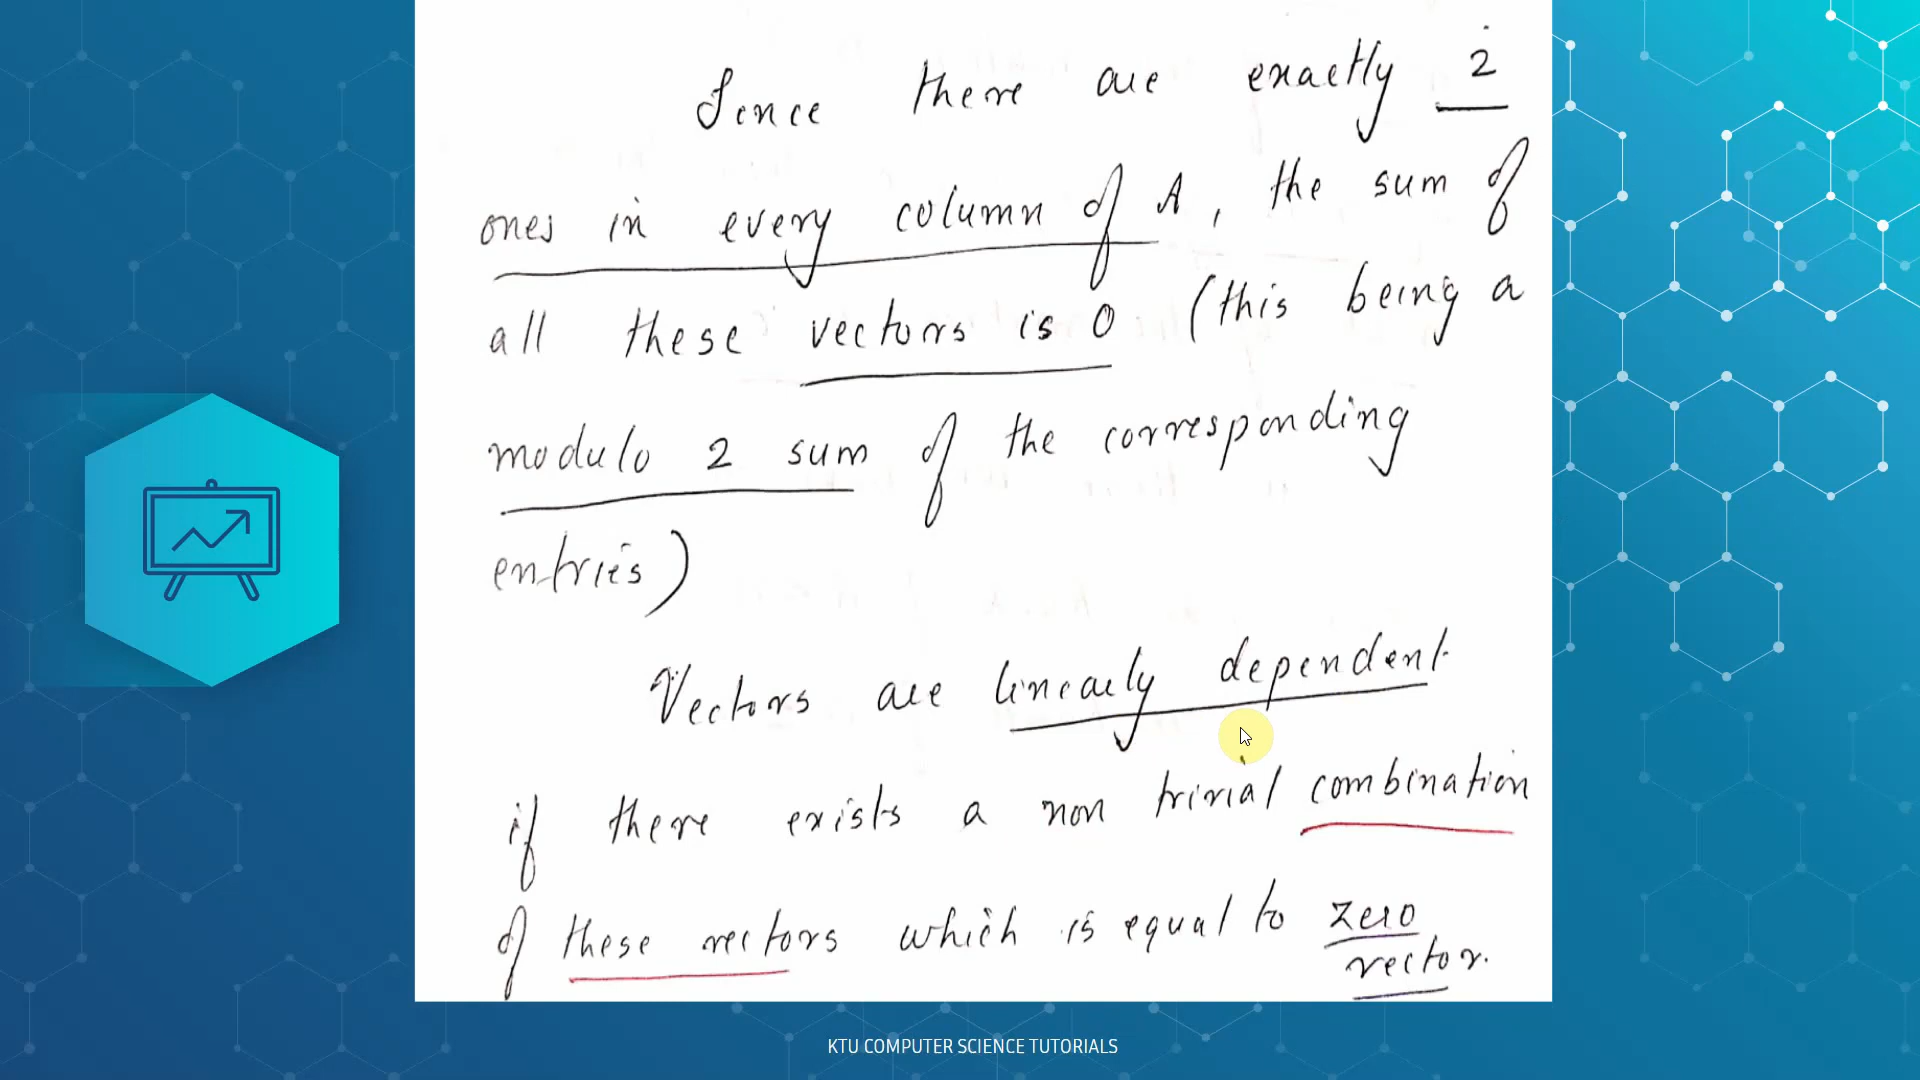 Sence there are exactly 2
ones in every column of A, the sum of
all these vectors is 0 (this being a
modulo 2 sum of the corresponding
entries)
Vectors are linearly dependent
if there exists a non trivial combination
of these vectors which is equal to zero
vector.
KTU COMPUTER SCIENCE TUTORIALS